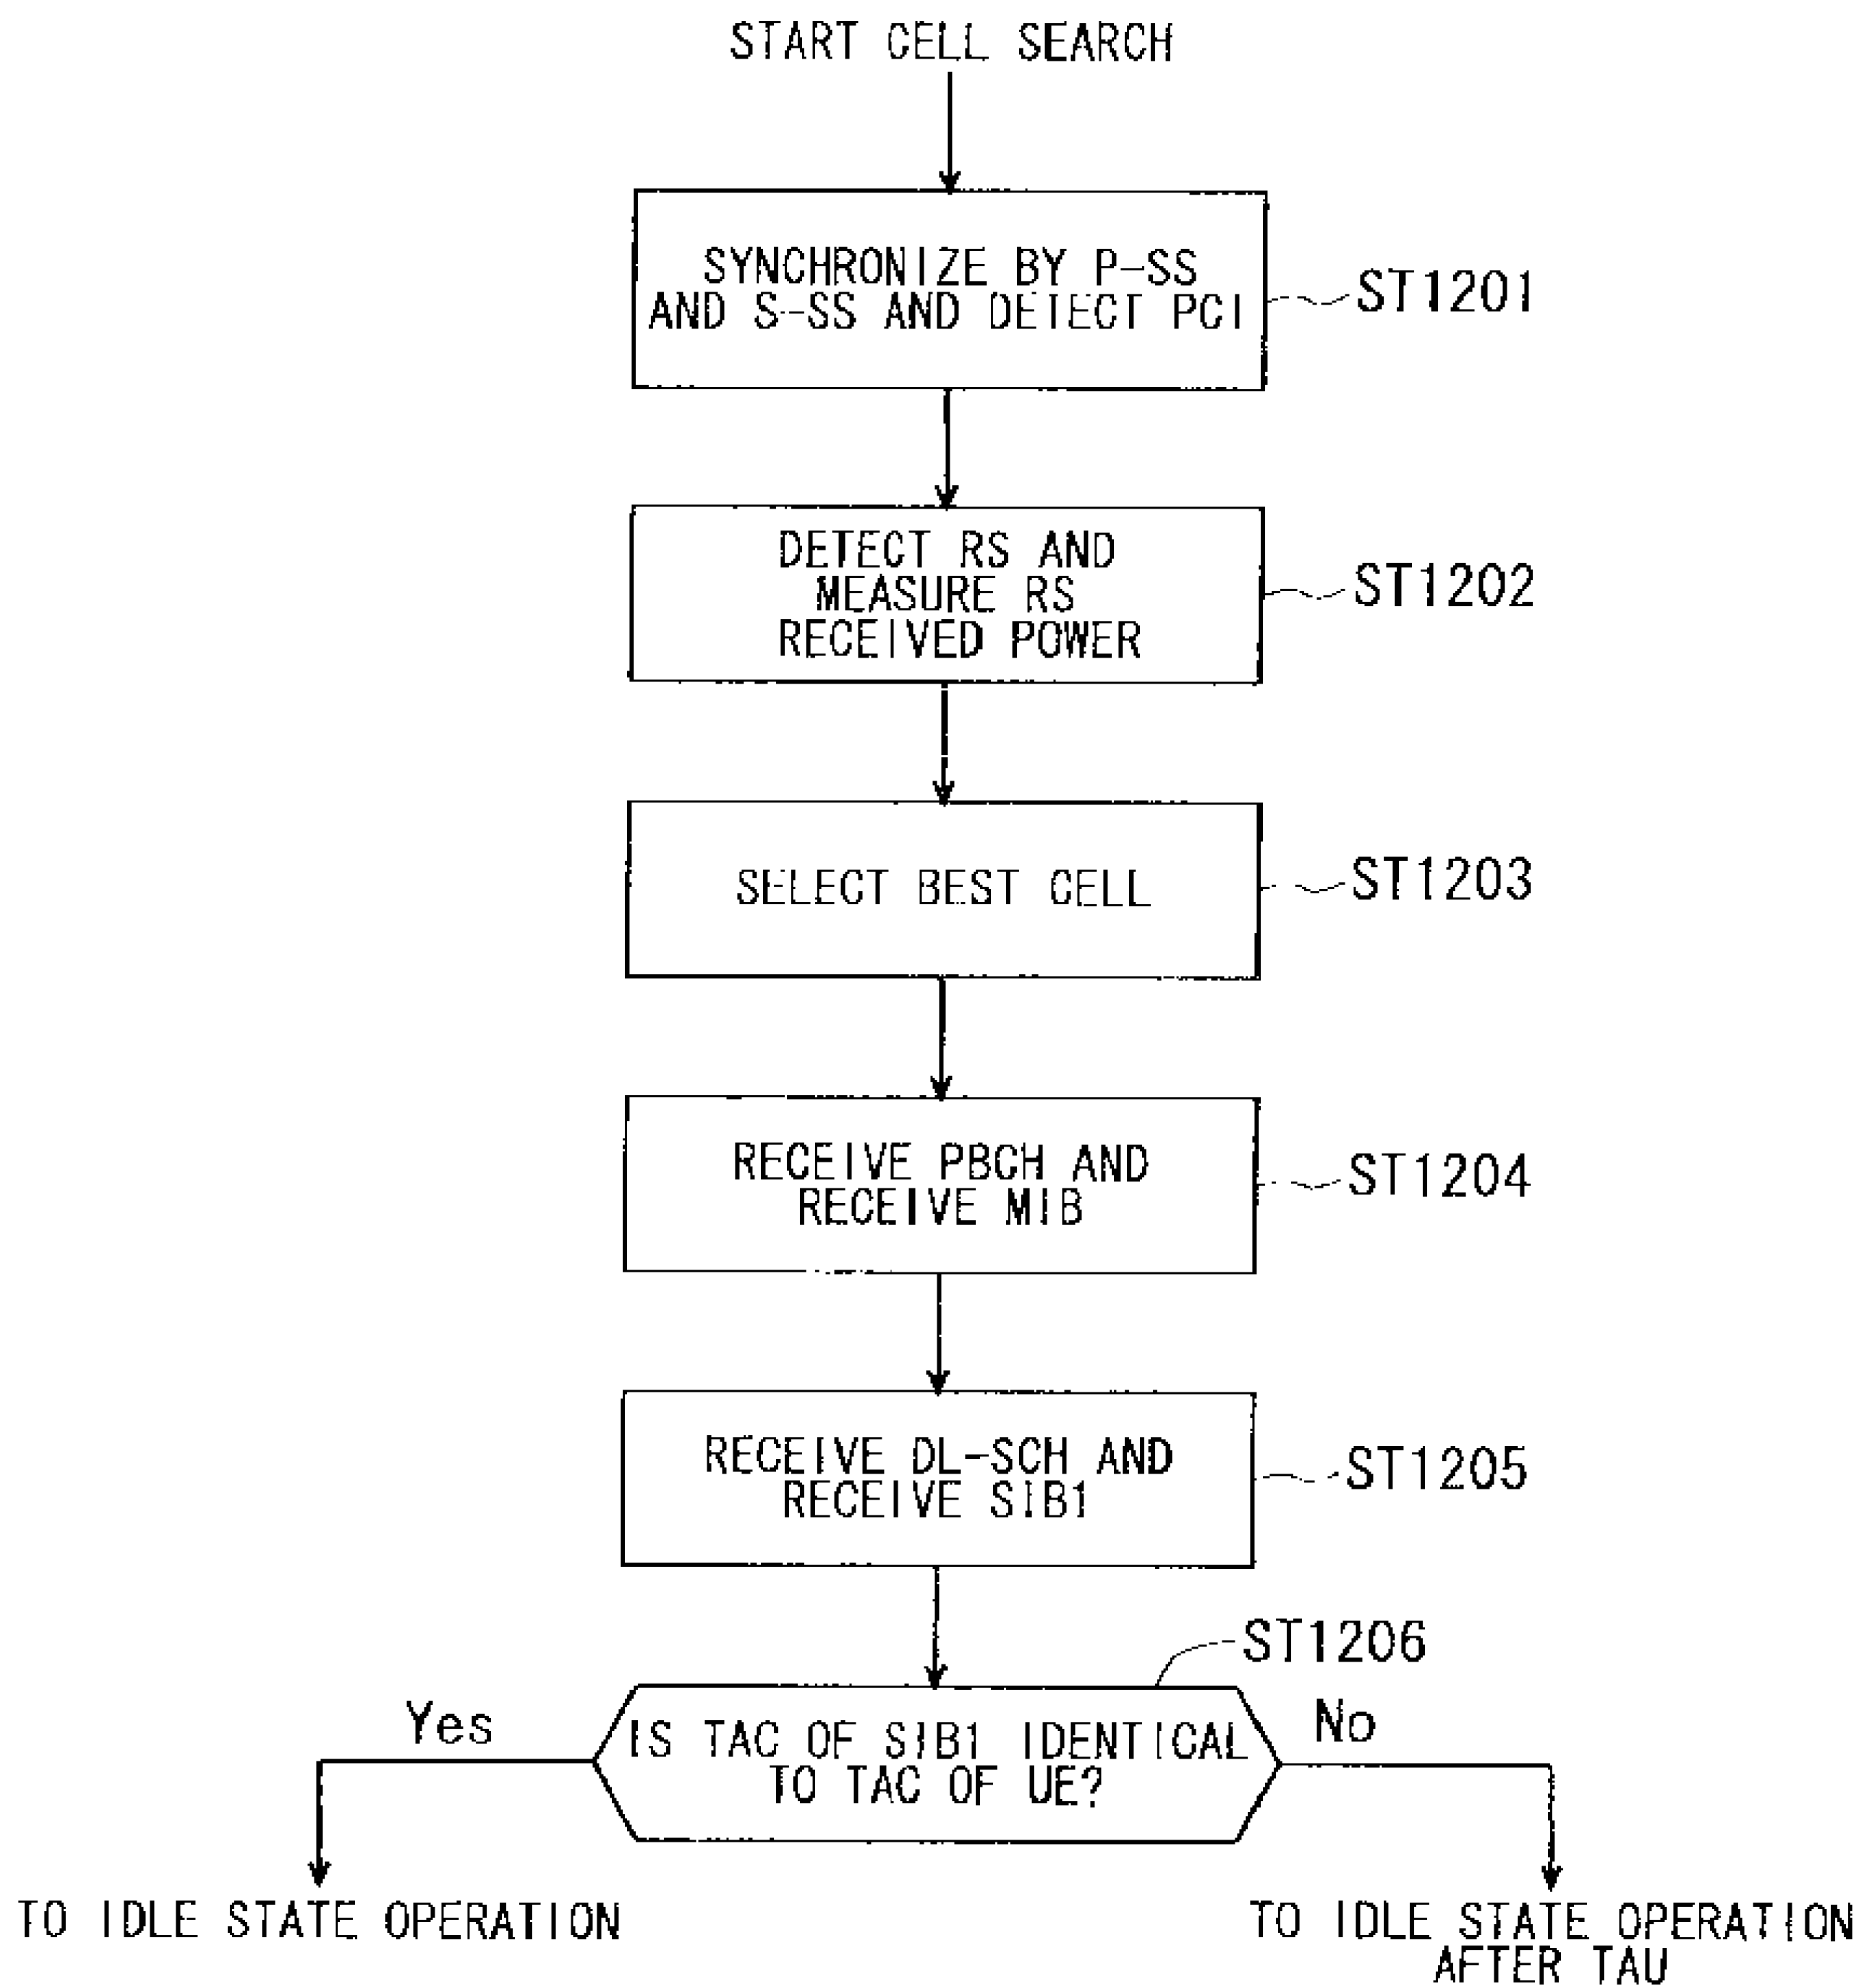 START CELL SEARCH
SYNCHRONIZE BY P-SS
AND S-SS AND DETECT PCI
ST1201
DETECT RS AND
MEASURE RS
RECEIVED POWER
ST1202
SELECT BEST CELL
ST1203
RECEIVE PBCH AND
RECEIVE MIB
ST1204
RECEIVE DL-SCH AND
RECEIVE SIB1
ST1205
ST1206
Yes
IS TAC OF SIB1 IDENTICAL
TO TAC OF UE?
No
TO IDLE STATE OPERATION
TO IDLE STATE OPERATION
AFTER TAU